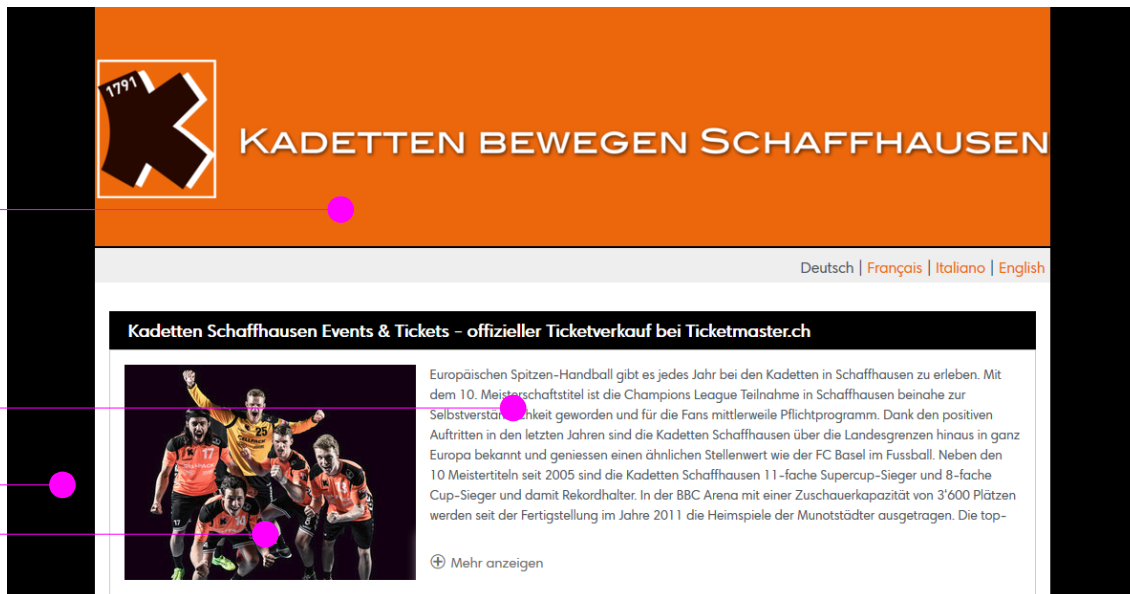 1791
KADETTEN BEWEGEN SCHAFFHAUSEN
Deutsch | Français | Italiano | English
Kadetten Schaffhausen Events & Tickets - offizieller Ticketverkauf bei Ticketmaster.ch
Europäischen Spitzen-Handball gibt es jedes Jahr bei den Kadetten in Schaffhausen zu erleben. Mit
dem 10. Meisterschaftstitel ist die Champions League Teilnahme in Schaffhausen beinahe zur
Selbstverständlichkeit geworden und für die Fans mittlerweile Pflichtprogramm. Dank den positiven
Auftritten in den letzten Jahren sind die Kadetten Schaffhausen über die Landesgrenzen hinaus in ganz
Europa bekannt und geniessen einen ähnlichen Stellenwert wie der FC Basel im Fussball. Neben den
10 Meistertiteln seit 2005 sind die Kadetten Schaffhausen 11-fache Supercup-Sieger und 8-fache
Cup-Sieger und damit Rekordhalter. In der BBC Arena mit einer Zuschauerkapazität von 3'600 Plätzen
werden seit der Fertigstellung im Jahre 2011 die Heimspiele der Munotstädter ausgetragen. Die top-
25
17
14
13
17
Mehr anzeigen